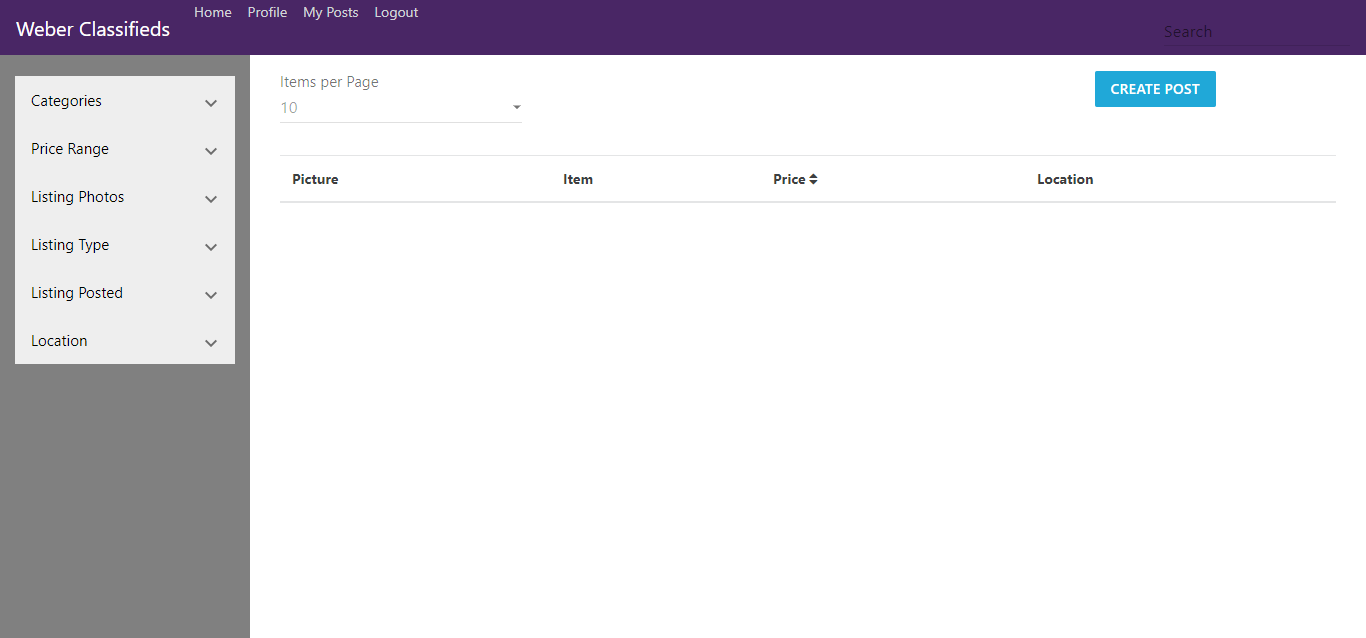 Weber Classifieds
Home Profile My Posts Logout
Search
Categories
Price Range
Listing Photos
Listing Type
Listing Posted
Location
Items per Page
10
CREATE POST
Picture Item Price Location